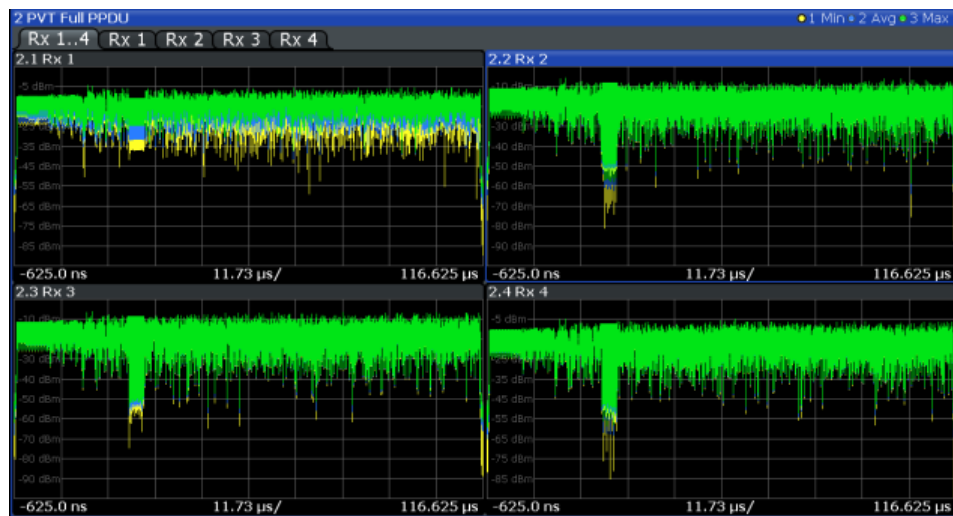 2 PVT Full PPDU 1 Min 2 Avg 3 Max
Rx 1..4 Rx 1 Rx 2 Rx 3 Rx 4
2.1 Rx 1 2.2 Rx 2
-5 dBm
-35 dBm -30 dBm
-45 dBm
-55 dBm -60 dBm
-65 dBm -70 dBm
-75 dBm -80 dBm
-85 dBm -90 dBm
-625.0 ns 11.73 µs/ 116.625 µs -625.0 ns 11.73 µs/ 116.625 µs
2.3 Rx 3 2.4 Rx 4
-10 dBm -5 dBm
-30 dBm
-40 dBm -35 dBm
-50 dBm -45 dBm
-60 dBm -55 dBm
-70 dBm -65 dBm
-80 dBm -75 dBm
-90 dBm -85 dBm
-625.0 ns 11.73 µs/ 116.625 µs -625.0 ns 11.73 µs/ 116.625 µs